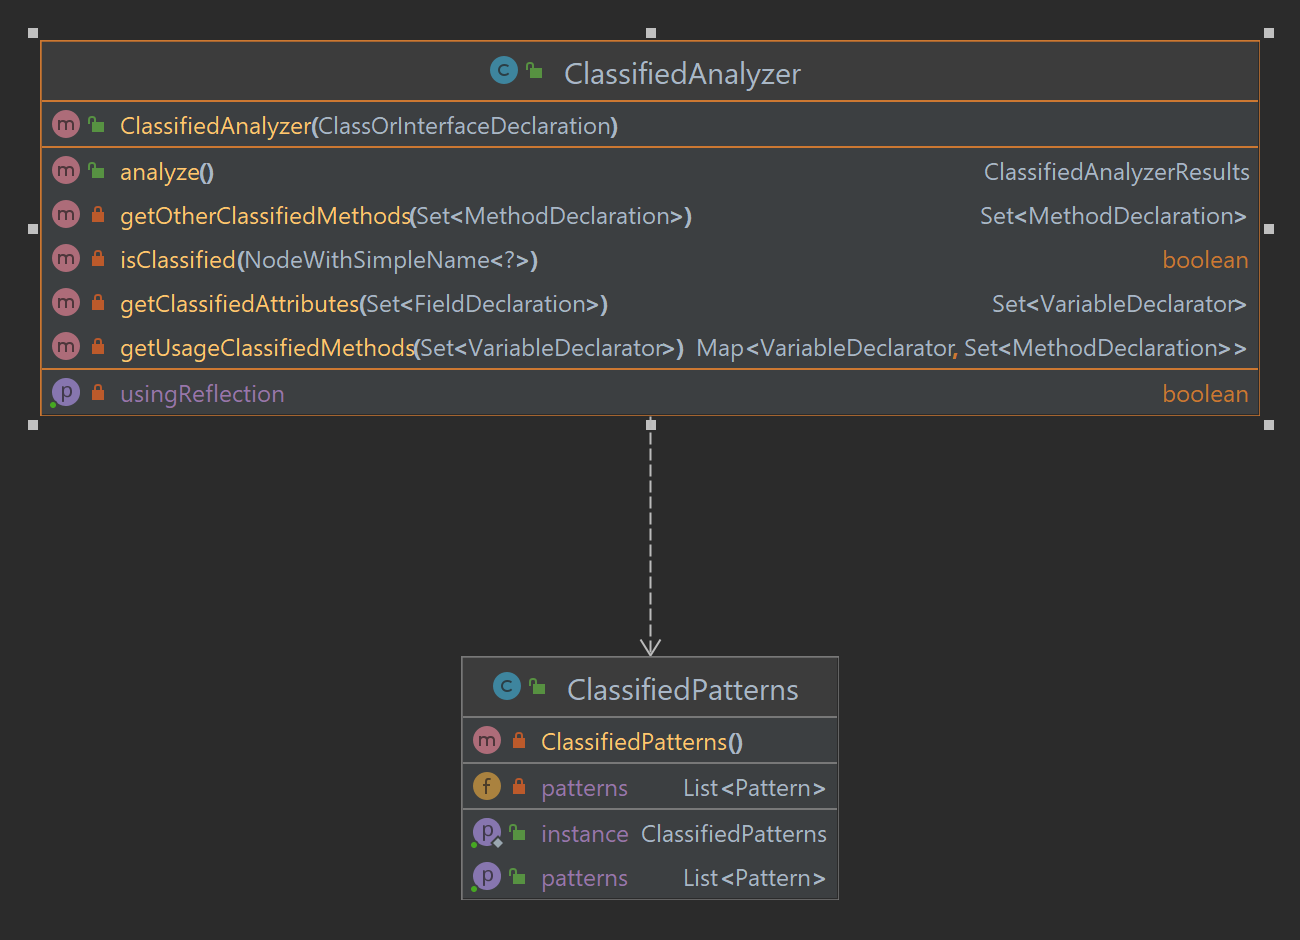 C ClassifiedAnalyzer
m ClassifiedAnalyzer(ClassOrInterfaceDeclaration)
m analyze() ClassifiedAnalyzerResults
m getOtherClassifiedMethods(Set<MethodDeclaration>) Set<MethodDeclaration>
m isClassified(NodeWithSimpleName<?>) boolean
m getClassifiedAttributes(Set<FieldDeclaration>) Set<VariableDeclarator>
m getUsageClassifiedMethods(Set<VariableDeclarator>) Map<VariableDeclarator, Set<MethodDeclaration>>
p usingReflection boolean
C ClassifiedPatterns
m ClassifiedPatterns()
f patterns List<Pattern>
p instance ClassifiedPatterns
p patterns List<Pattern>